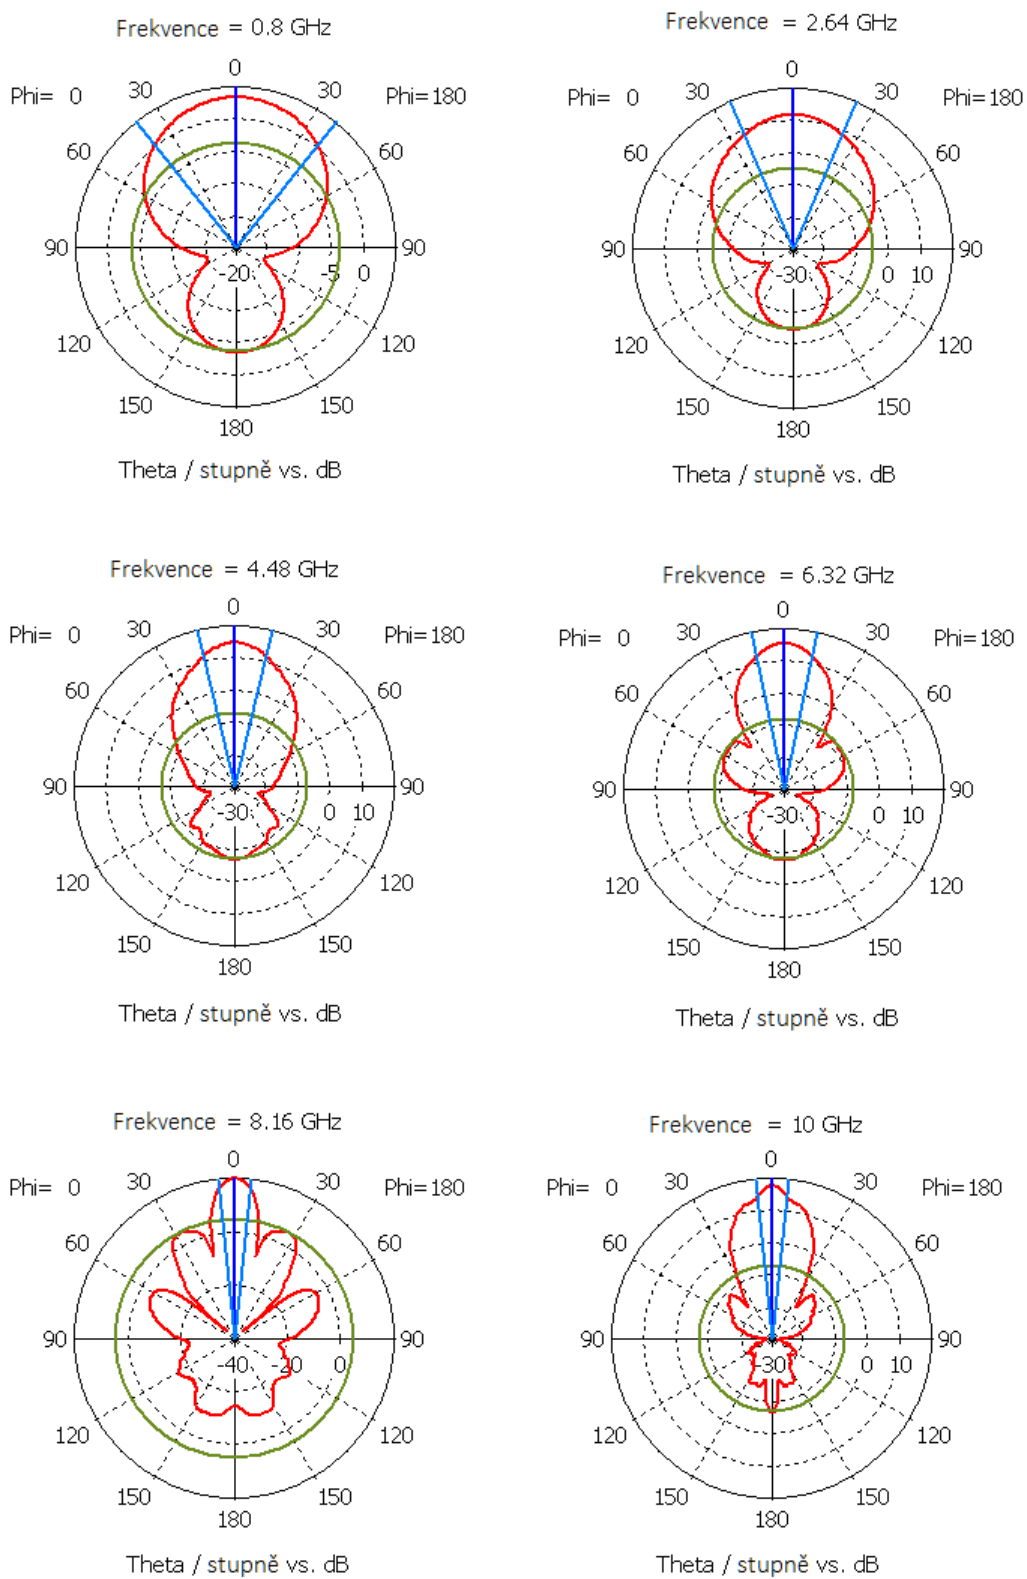 Frekvence = 0.8 GHz
0
Phi= 0 30 30 Phi=180
60 60
90 -20 -5 0 90
120 120
150 150
180
Theta / stupně vs. dB
Frekvence = 2.64 GHz
0
Phi= 0 30 30 Phi=180
60 60
90 -30 0 10 90
120 120
150 150
180
Theta / stupně vs. dB
Frekvence = 4.48 GHz
0
Phi= 0 30 30 Phi=180
60 60
90 -30 0 10 90
120 120
150 150
180
Theta / stupně vs. dB
Frekvence = 6.32 GHz
0
Phi= 0 30 30 Phi=180
60 60
90 -30 0 10 90
120 120
150 150
180
Theta / stupně vs. dB
Frekvence = 8.16 GHz
0
Phi= 0 30 30 Phi=180
60 60
90 -40 -20 0 90
120 120
150 150
180
Theta / stupně vs. dB
Frekvence = 10 GHz
0
Phi= 0 30 30 Phi=180
60 60
90 -30 0 10 90
120 120
150 150
180
Theta / stupně vs. dB